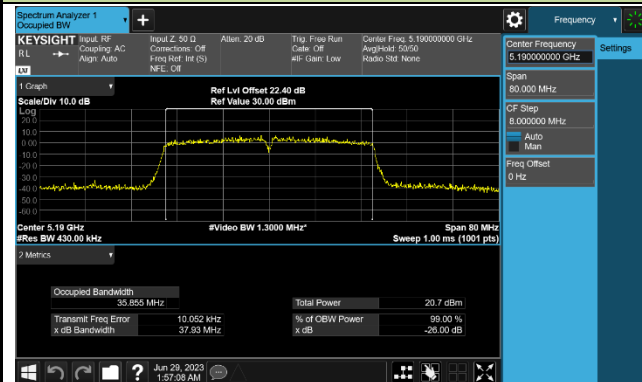 Spectrum Analyzer 1
Occupied BW
Frequency
KEYSIGHT
RL
Input: RF
Coupling: AC
Align: Auto
Input Z: 50 Ω
Corrections: Off
Freq Ref: Int (S)
NFE: Off
Atten: 20 dB
Trig: Free Run
Gate: Off
#IF Gain: Low
Center Freq: 5.190000000 GHz
Avg|Hold: 50/50
Radio Std: None
LXI
Center Frequency
5.190000000 GHz
Settings
Span
80.000 MHz
CF Step
8.000000 MHz
Auto
Man
Freq Offset
0 Hz
1 Graph
Scale/Div 10.0 dB
Ref Lvl Offset 22.40 dB
Ref Value 30.00 dBm
Log
20.0
10.0
0.00
-10.0
-20.0
-30.0
-40.0
-50.0
-60.0
Center 5.19 GHz
#Video BW 1.3000 MHz*
Span 80 MHz
#Res BW 430.00 kHz
Sweep 1.00 ms (1001 pts)
2 Metrics
Occupied Bandwidth
35.855 MHz
Total Power 20.7 dBm
Transmit Freq Error 10.052 kHz
% of OBW Power 99.00 %
x dB Bandwidth 37.93 MHz
x dB -26.00 dB
Jun 29, 2023
1:57:08 AM